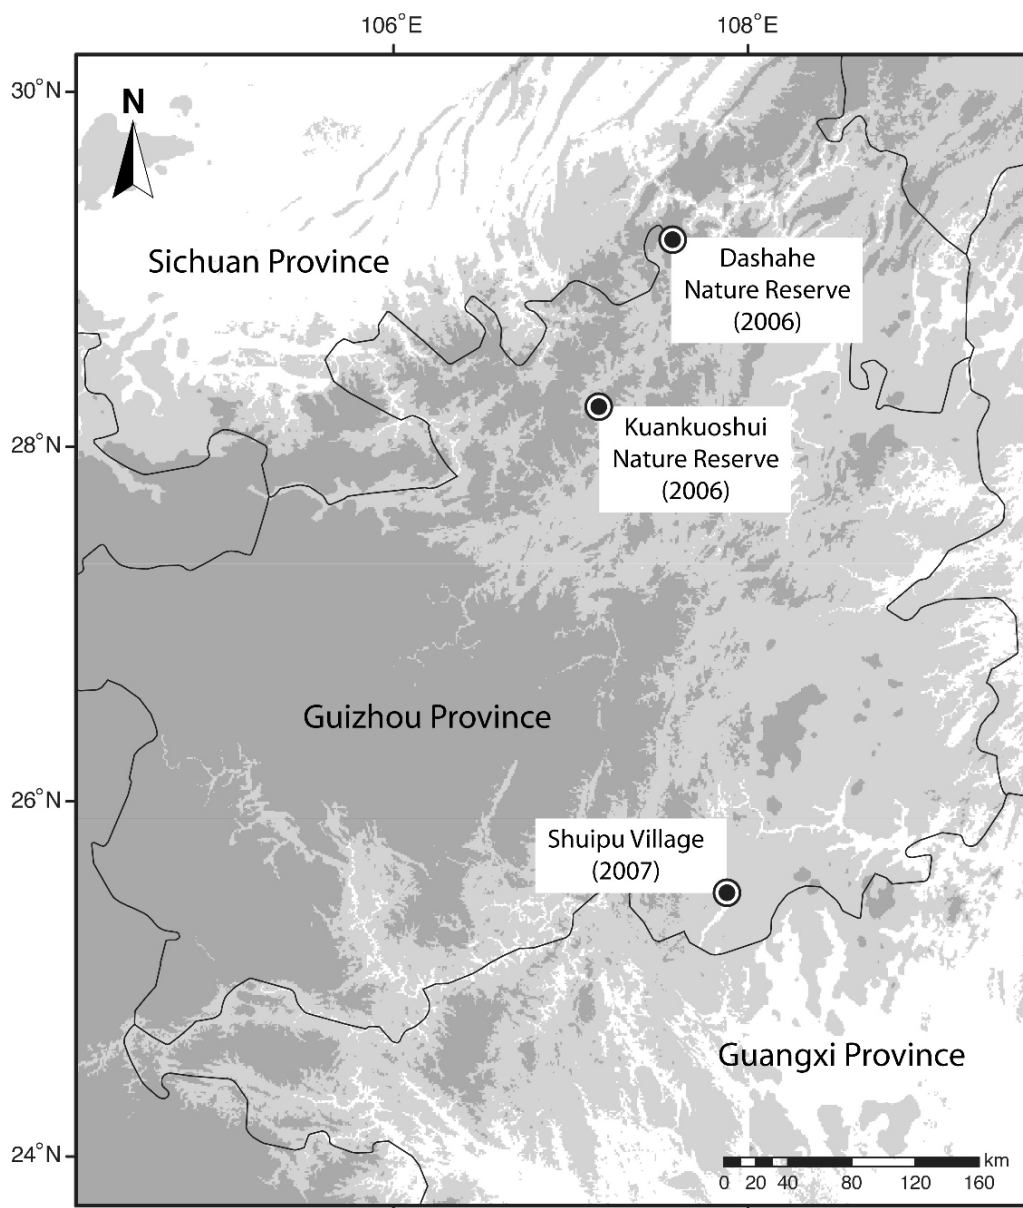 106°E
108°E
30°N
N
Sichuan Province
Dashahe
Nature Reserve
(2006)
28°N
Kuankuoshui
Nature Reserve
(2006)
Guizhou Province
26°N
Shuipu Village
(2007)
Guangxi Province
24°N
km
0 20 40 80 120 160